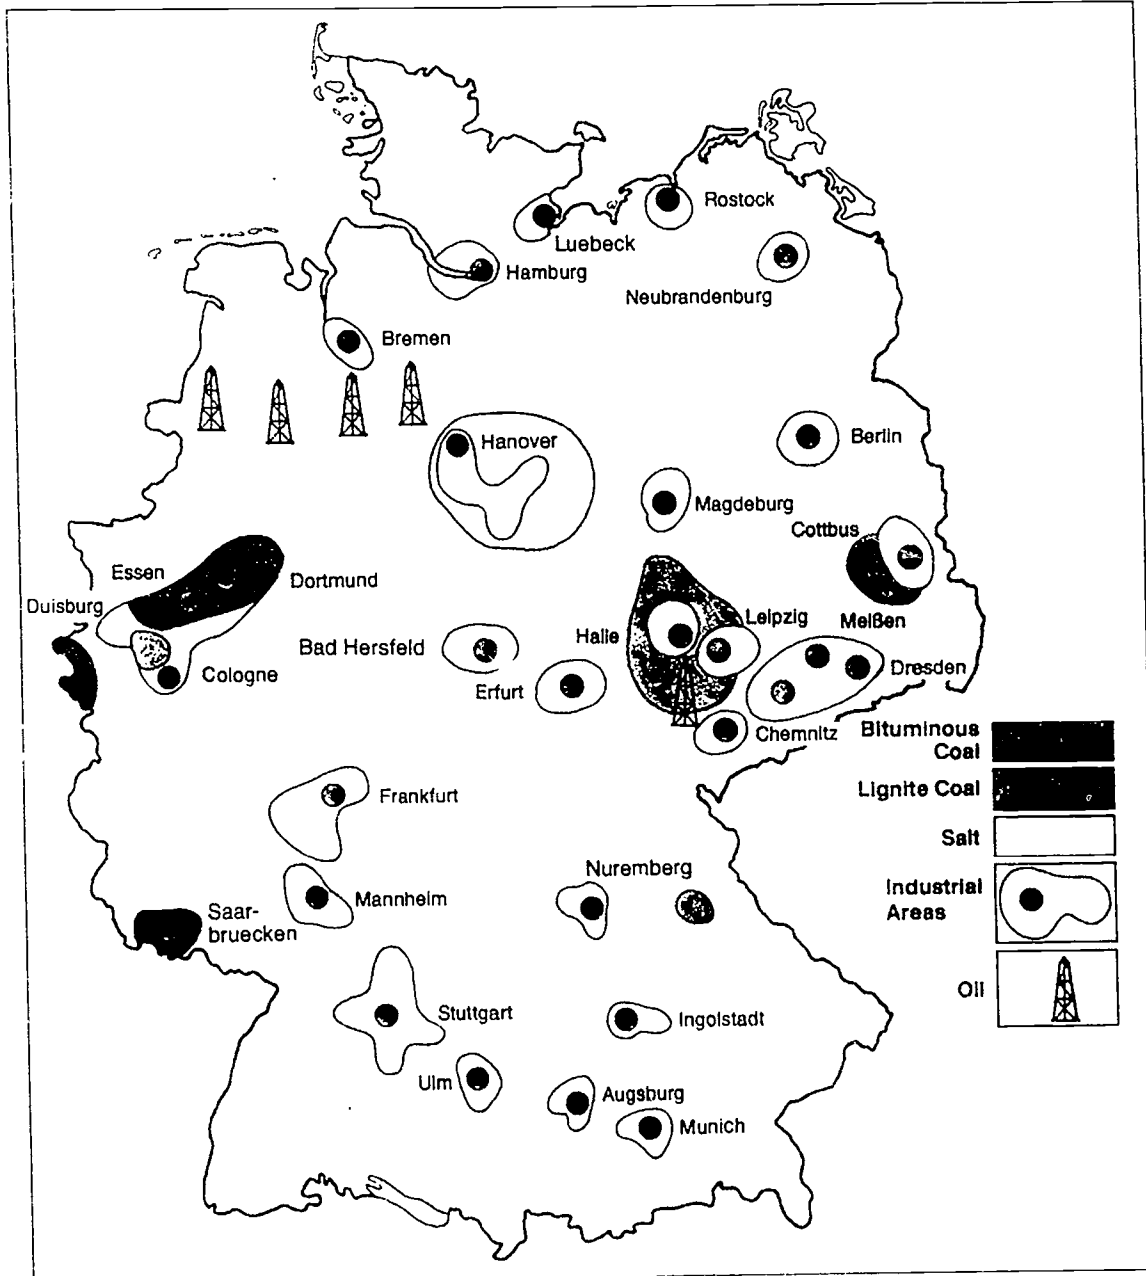 Rostock
Luebeck
Hamburg
Neubrandenburg
Bremen
Hanover
Berlin
Magdeburg
Cottbus
Essen
Dortmund
Duisburg
Leipzig
Meißen
Halle
Bad Hersfeld
Cologne
Dresden
Erfurt
Chemnitz
Bituminous
Coal
Lignite Coal
Frankfurt
Salt
Nuremberg
Industrial
Areas
Mannheim
Saar-
bruecken
Oil
Stuttgart
Ingolstadt
Ulm
Augsburg
Munich